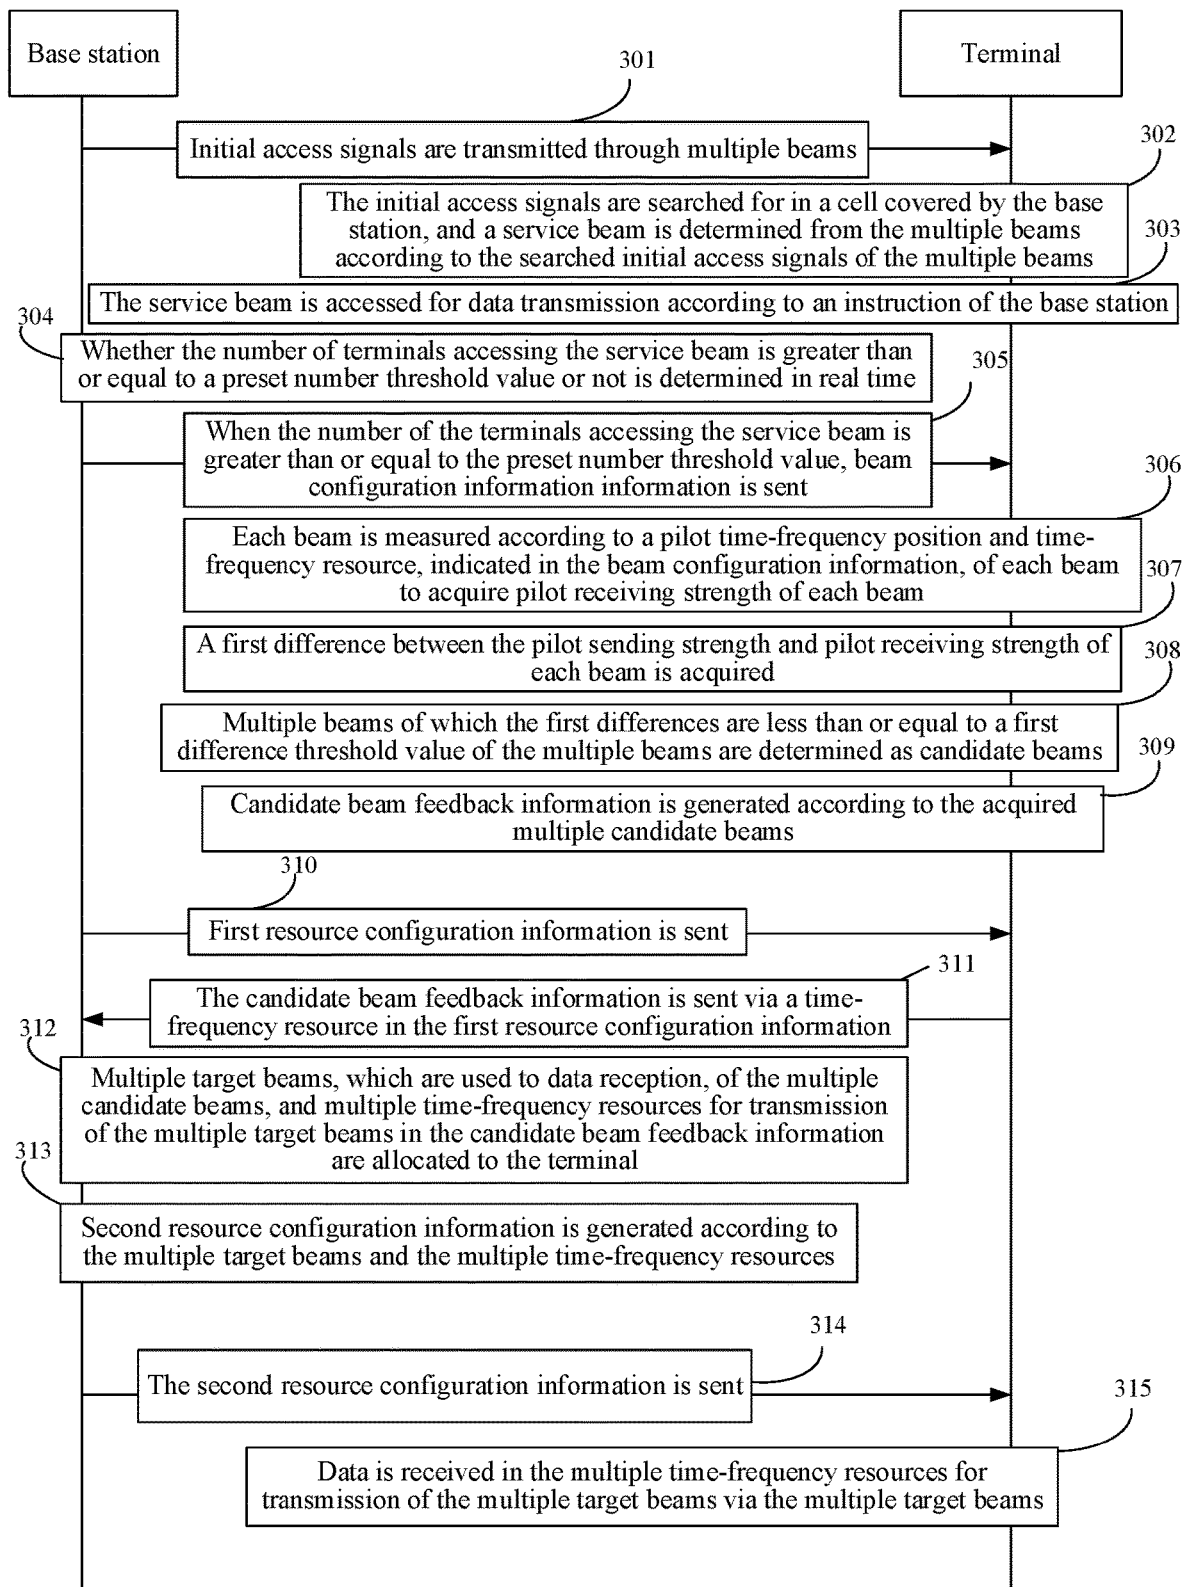 Base station
Terminal
301
Initial access signals are transmitted through multiple beams
302
The initial access signals are searched for in a cell covered by the base
station, and a service beam is determined from the multiple beams
according to the searched initial access signals of the multiple beams
303
The service beam is accessed for data transmission according to an instruction of the base station
304
Whether the number of terminals accessing the service beam is greater than
or equal to a preset number threshold value or not is determined in real time
305
When the number of the terminals accessing the service beam is
greater than or equal to the preset number threshold value, beam
configuration information information is sent
306
Each beam is measured according to a pilot time-frequency position and time-
frequency resource, indicated in the beam configuration information, of each beam
to acquire pilot receiving strength of each beam
307
A first difference between the pilot sending strength and pilot receiving strength of
each beam is acquired
308
Multiple beams of which the first differences are less than or equal to a first
difference threshold value of the multiple beams are determined as candidate beams
309
Candidate beam feedback information is generated according to the acquired
multiple candidate beams
310
First resource configuration information is sent
311
The candidate beam feedback information is sent via a time-
frequency resource in the first resource configuration information
312
Multiple target beams, which are used to data reception, of the multiple
candidate beams, and multiple time-frequency resources for transmission
of the multiple target beams in the candidate beam feedback information
are allocated to the terminal
313
Second resource configuration information is generated according to
the multiple target beams and the multiple time-frequency resources
314
The second resource configuration information is sent
315
Data is received in the multiple time-frequency resources for
transmission of the multiple target beams via the multiple target beams